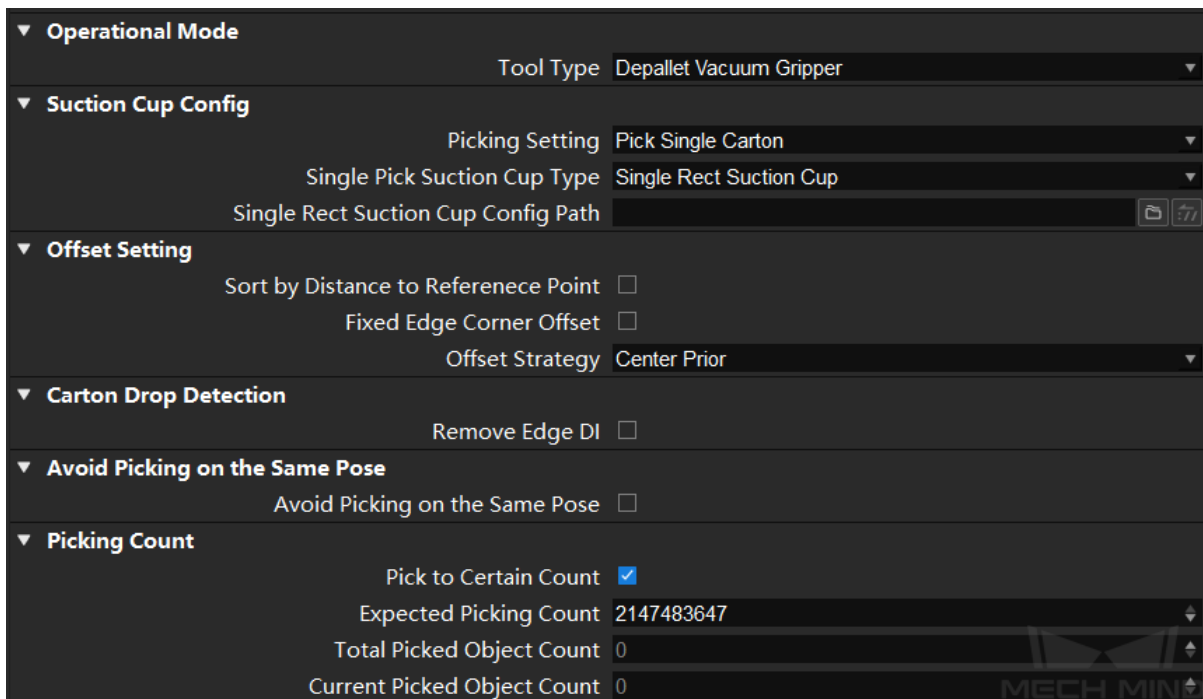 Operational Mode
Tool Type Depallet Vacuum Gripper
Suction Cup Config
Picking Setting Pick Single Carton
Single Pick Suction Cup Type Single Rect Suction Cup
Single Rect Suction Cup Config Path
Offset Setting
Sort by Distance to Referenece Point
Fixed Edge Corner Offset
Offset Strategy Center Prior
Carton Drop Detection
Remove Edge DI
Avoid Picking on the Same Pose
Avoid Picking on the Same Pose
Picking Count
Pick to Certain Count
Expected Picking Count 2147483647
Total Picked Object Count 0
Current Picked Object Count 0
MECH MIND